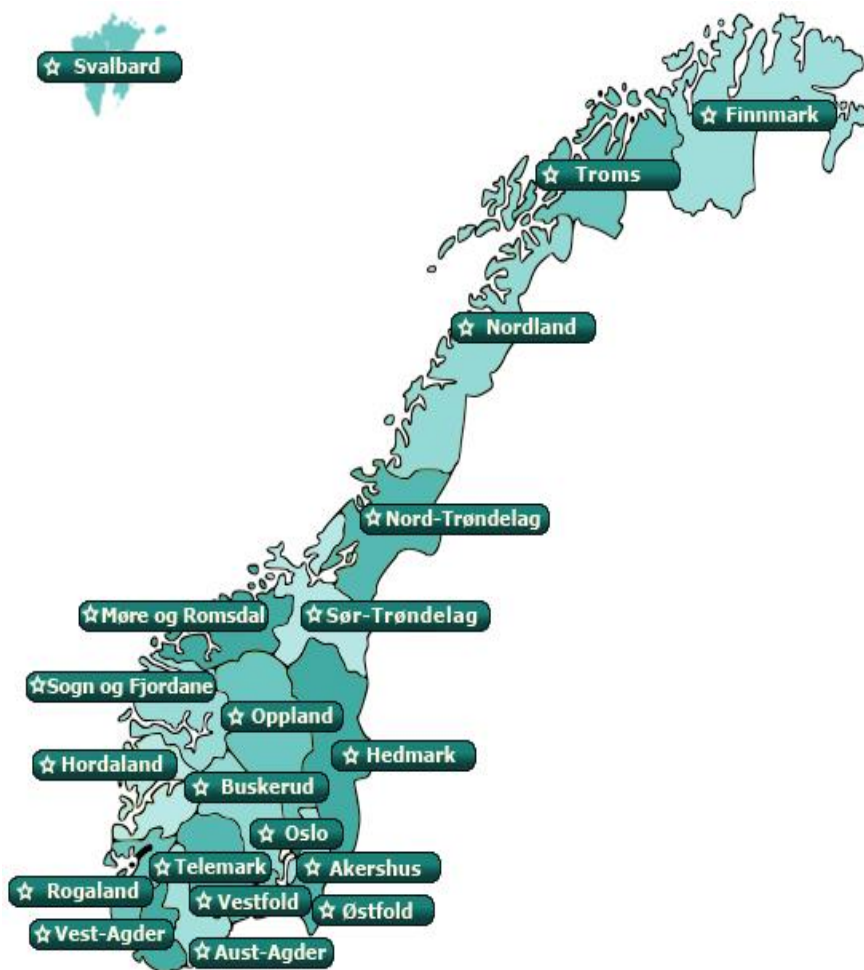 Svalbard
Finnmark
Troms
Nordland
Nord-Trøndelag
Møre og Romsdal
Sør-Trøndelag
Sogn og Fjordane
Oppland
Hedmark
Hordaland
Buskerud
Oslo
Telemark
Akershus
Rogaland
Vestfold
Østfold
Vest-Agder
Aust-Agder